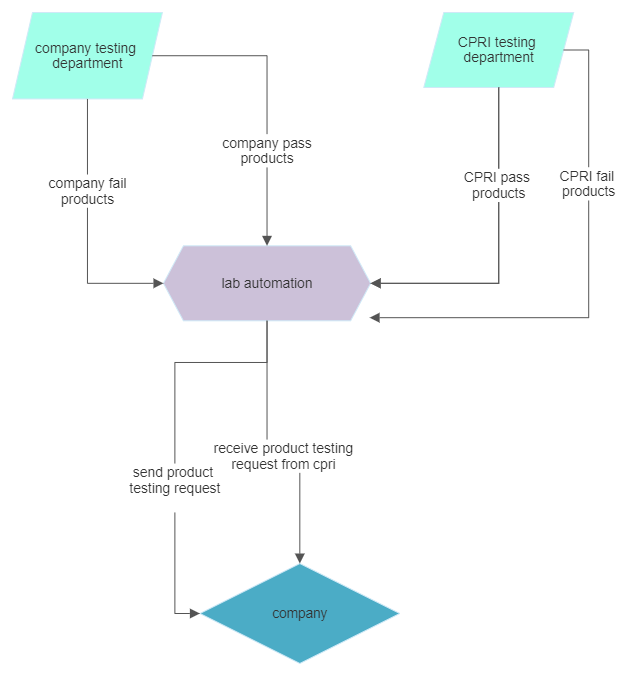 company testing
department
CPRI testing
department
company pass
products
company fail
products
CPRI pass
products
CPRI fail
products
lab automation
receive product testing
request from cpri
send product
testing request
company